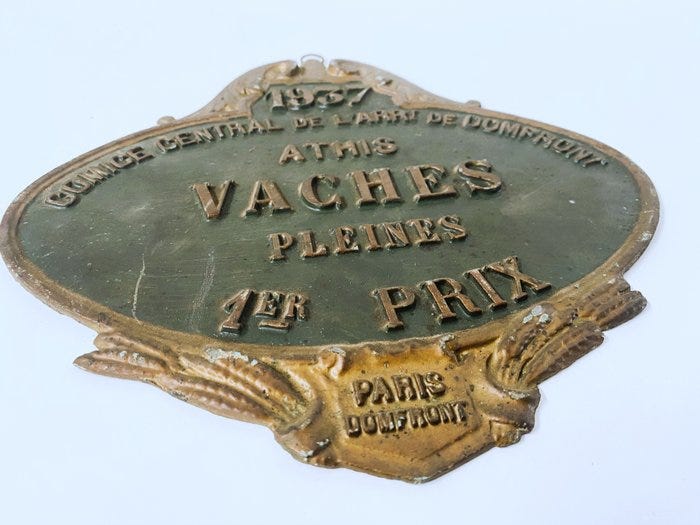 1937
COMICE CENTRAL DE L'ARRT DE DOMFRONT
ATHIS
VACHES
PLEINES
1ER PRIX
PARIS
DOMFRONT